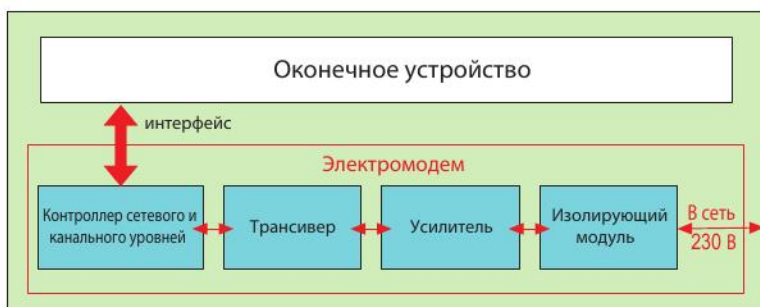 Оконечное устройство
интерфейс
Электромодем
Контроллер сетевого и
канального уровней
Трансивер
Усилитель
Изолирующий
модуль
В сеть
230 В